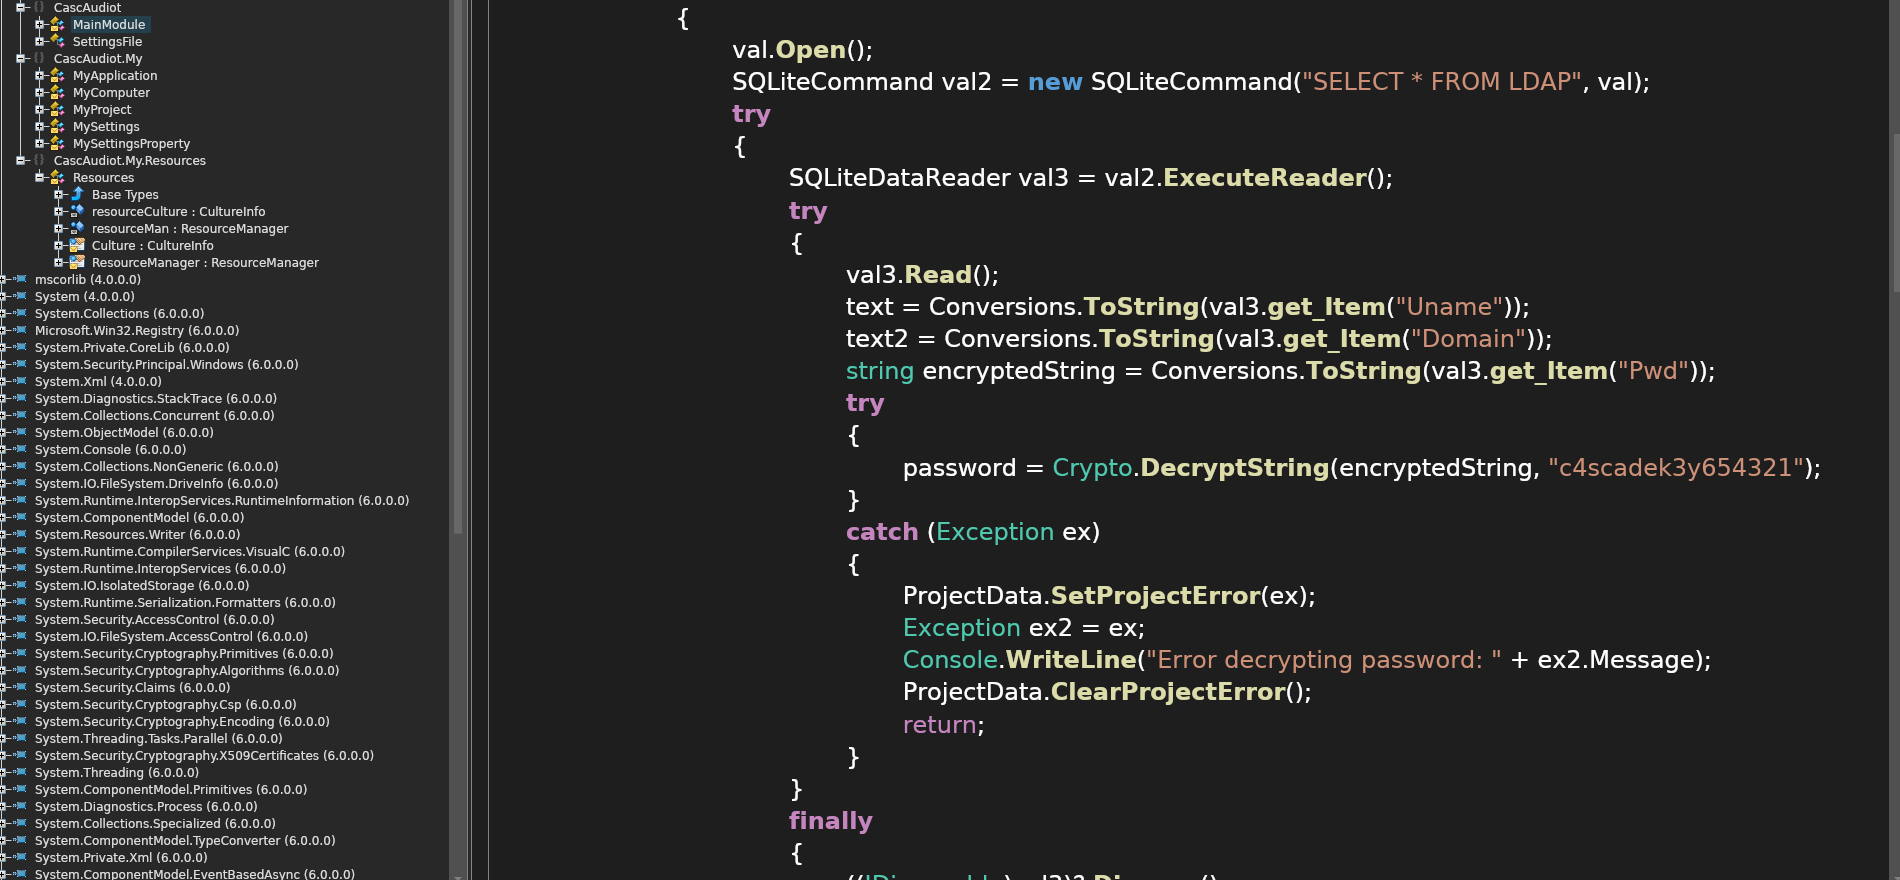 CascAudiot
MainModule
SettingsFile
CascAudiot.My
MyApplication
MyComputer
MyProject
MySettings
MySettingsProperty
CascAudiot.My.Resources
Resources
Base Types
resourceCulture : CultureInfo
resourceMan : ResourceManager
Culture : CultureInfo
ResourceManager : ResourceManager
mscorlib (4.0.0.0)
System (4.0.0.0)
System.Collections (6.0.0.0)
Microsoft.Win32.Registry (6.0.0.0)
System.Private.CoreLib (6.0.0.0)
System.Security.Principal.Windows (6.0.0.0)
System.Xml (4.0.0.0)
System.Diagnostics.StackTrace (6.0.0.0)
System.Collections.Concurrent (6.0.0.0)
System.ObjectModel (6.0.0.0)
System.Console (6.0.0.0)
System.Collections.NonGeneric (6.0.0.0)
System.IO.FileSystem.DriveInfo (6.0.0.0)
System.Runtime.InteropServices.RuntimeInformation (6.0.0.0)
System.ComponentModel (6.0.0.0)
System.Resources.Writer (6.0.0.0)
System.Runtime.CompilerServices.VisualC (6.0.0.0)
System.Runtime.InteropServices (6.0.0.0)
System.IO.IsolatedStorage (6.0.0.0)
System.Runtime.Serialization.Formatters (6.0.0.0)
System.Security.AccessControl (6.0.0.0)
System.IO.FileSystem.AccessControl (6.0.0.0)
System.Security.Cryptography.Primitives (6.0.0.0)
System.Security.Cryptography.Algorithms (6.0.0.0)
System.Security.Claims (6.0.0.0)
System.Security.Cryptography.Csp (6.0.0.0)
System.Security.Cryptography.Encoding (6.0.0.0)
System.Threading.Tasks.Parallel (6.0.0.0)
System.Security.Cryptography.X509Certificates (6.0.0.0)
System.Threading (6.0.0.0)
System.ComponentModel.Primitives (6.0.0.0)
System.Diagnostics.Process (6.0.0.0)
System.Collections.Specialized (6.0.0.0)
System.ComponentModel.TypeConverter (6.0.0.0)
System.Private.Xml (6.0.0.0)
System.ComponentModel.EventBasedAsync (6.0.0.0)
{
val.Open();
SQLiteCommand val2 = new SQLiteCommand("SELECT * FROM LDAP", val);
try
{
SQLiteDataReader val3 = val2.ExecuteReader();
try
{
val3.Read();
text = Conversions.ToString(val3.get_Item("Uname"));
text2 = Conversions.ToString(val3.get_Item("Domain"));
string encryptedString = Conversions.ToString(val3.get_Item("Pwd"));
try
{
password = Crypto.DecryptString(encryptedString, "c4scadek3y654321");
}
catch (Exception ex)
{
ProjectData.SetProjectError(ex);
Exception ex2 = ex;
Console.WriteLine("Error decrypting password: " + ex2.Message);
ProjectData.ClearProjectError();
return;
}
}
finally
{